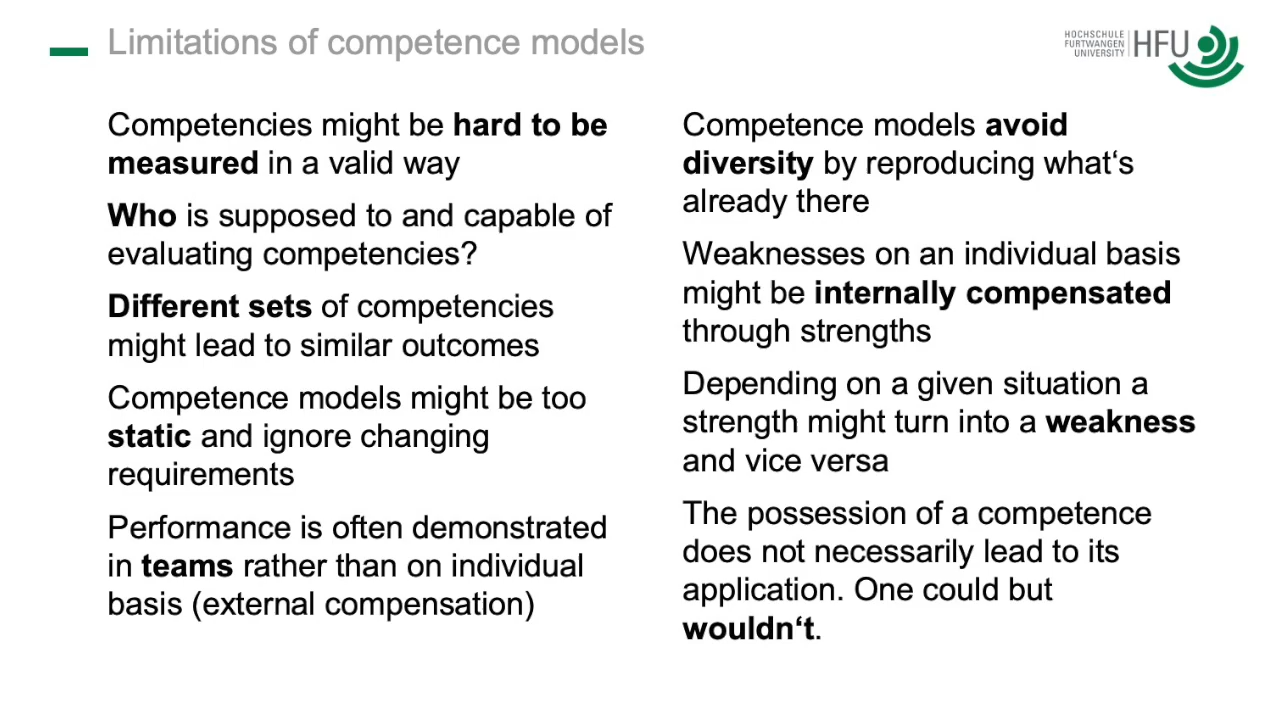 Limitations of competence models
HOCHSCHULE
FURTWANGEN
UNIVERSITY
HFU
Competencies might be hard to be
measured in a valid way
Who is supposed to and capable of
evaluating competencies?
Different sets of competencies
might lead to similar outcomes
Competence models might be too
static and ignore changing
requirements
Performance is often demonstrated
in teams rather than on individual
basis (external compensation)
Competence models avoid
diversity by reproducing what‘s
already there
Weaknesses on an individual basis
might be internally compensated
through strengths
Depending on a given situation a
strength might turn into a weakness
and vice versa
The possession of a competence
does not necessarily lead to its
application. One could but
wouldn‘t.